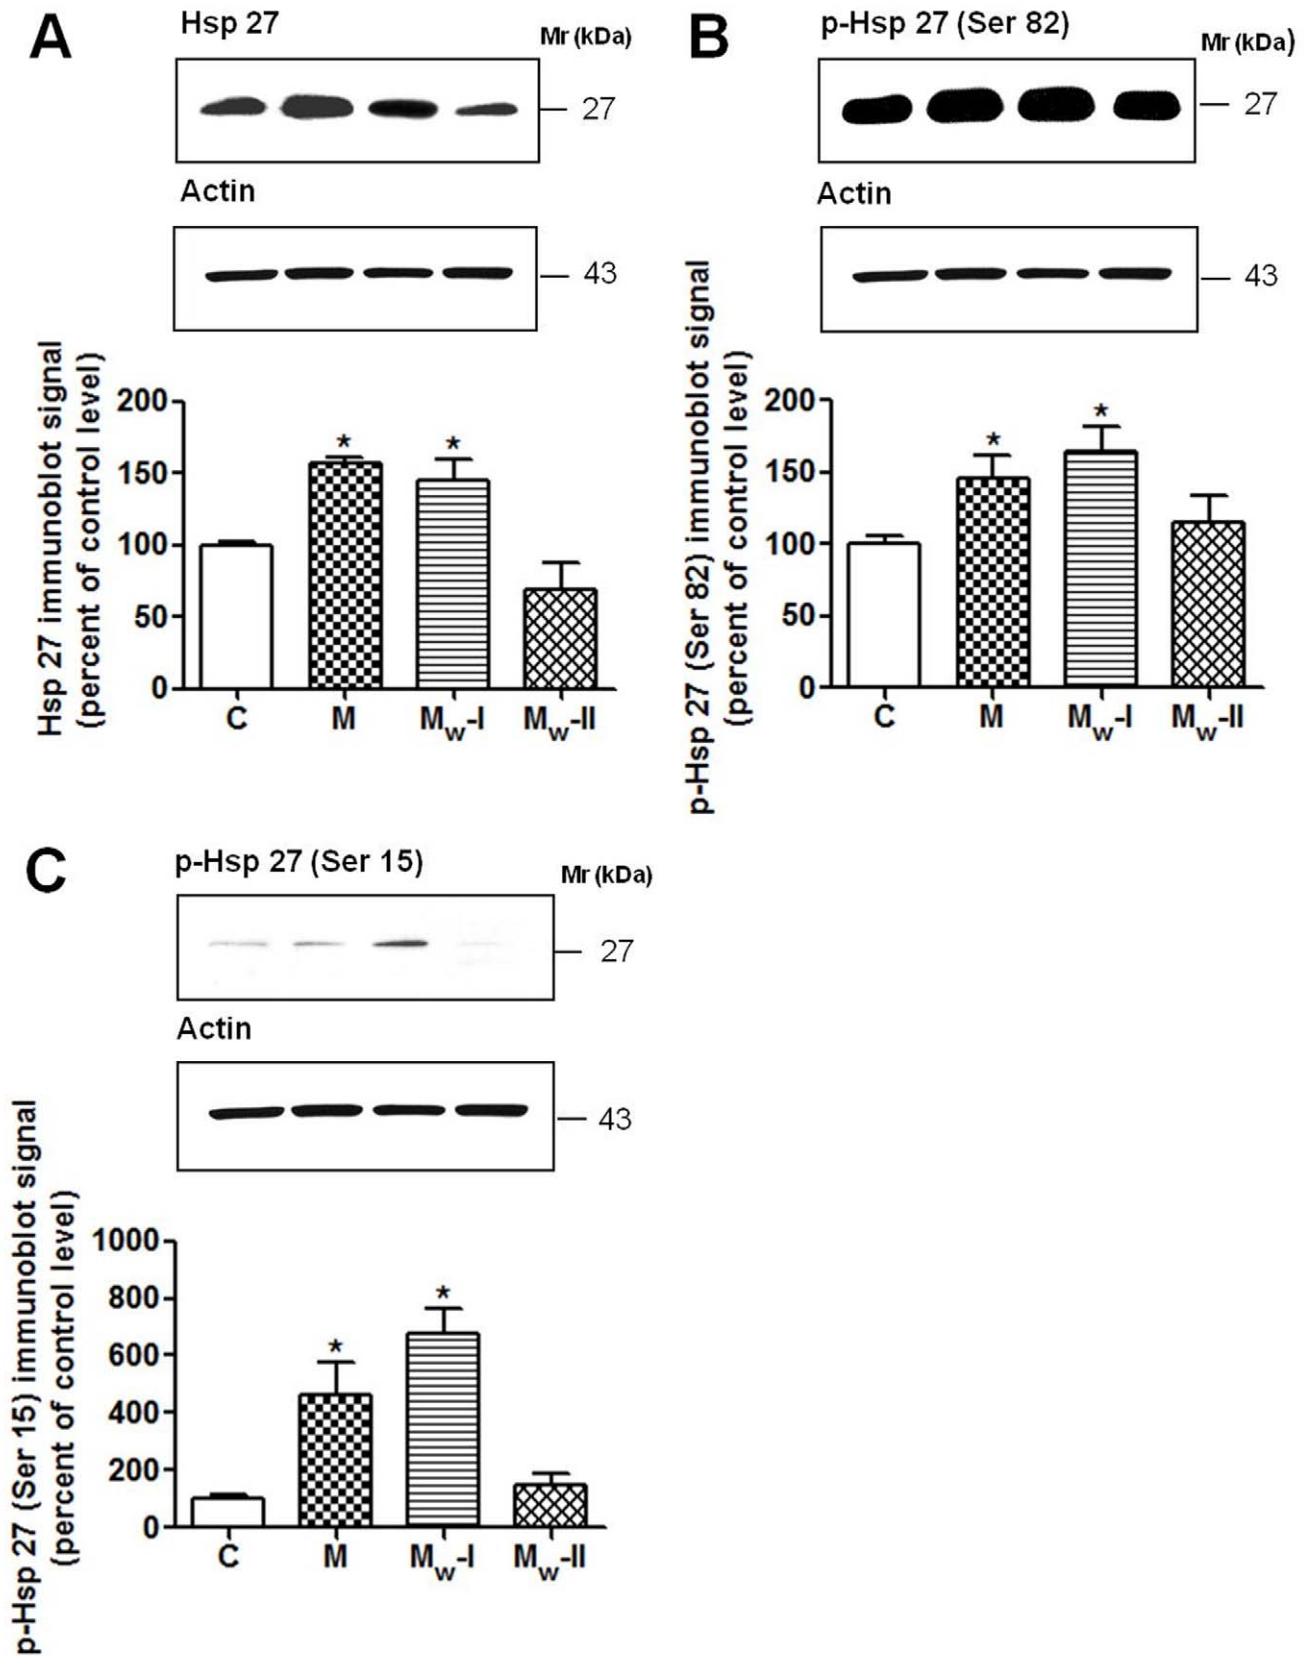 A
Hsp 27
Mr (kDa)
27
Actin
43
Hsp 27 immunoblot signal
(percent of control level)
200
150
100
50
0
C M Mw-I Mw-II
* *
B
p-Hsp 27 (Ser 82)
Mr (kDa)
27
Actin
43
p-Hsp 27 (Ser 82) immunoblot signal
(percent of control level)
200
150
100
50
0
C M Mw-I Mw-II
* *
C
p-Hsp 27 (Ser 15)
Mr (kDa)
27
Actin
43
p-Hsp 27 (Ser 15) immunoblot signal
(percent of control level)
1000
800
600
400
200
0
C M Mw-I Mw-II
* *